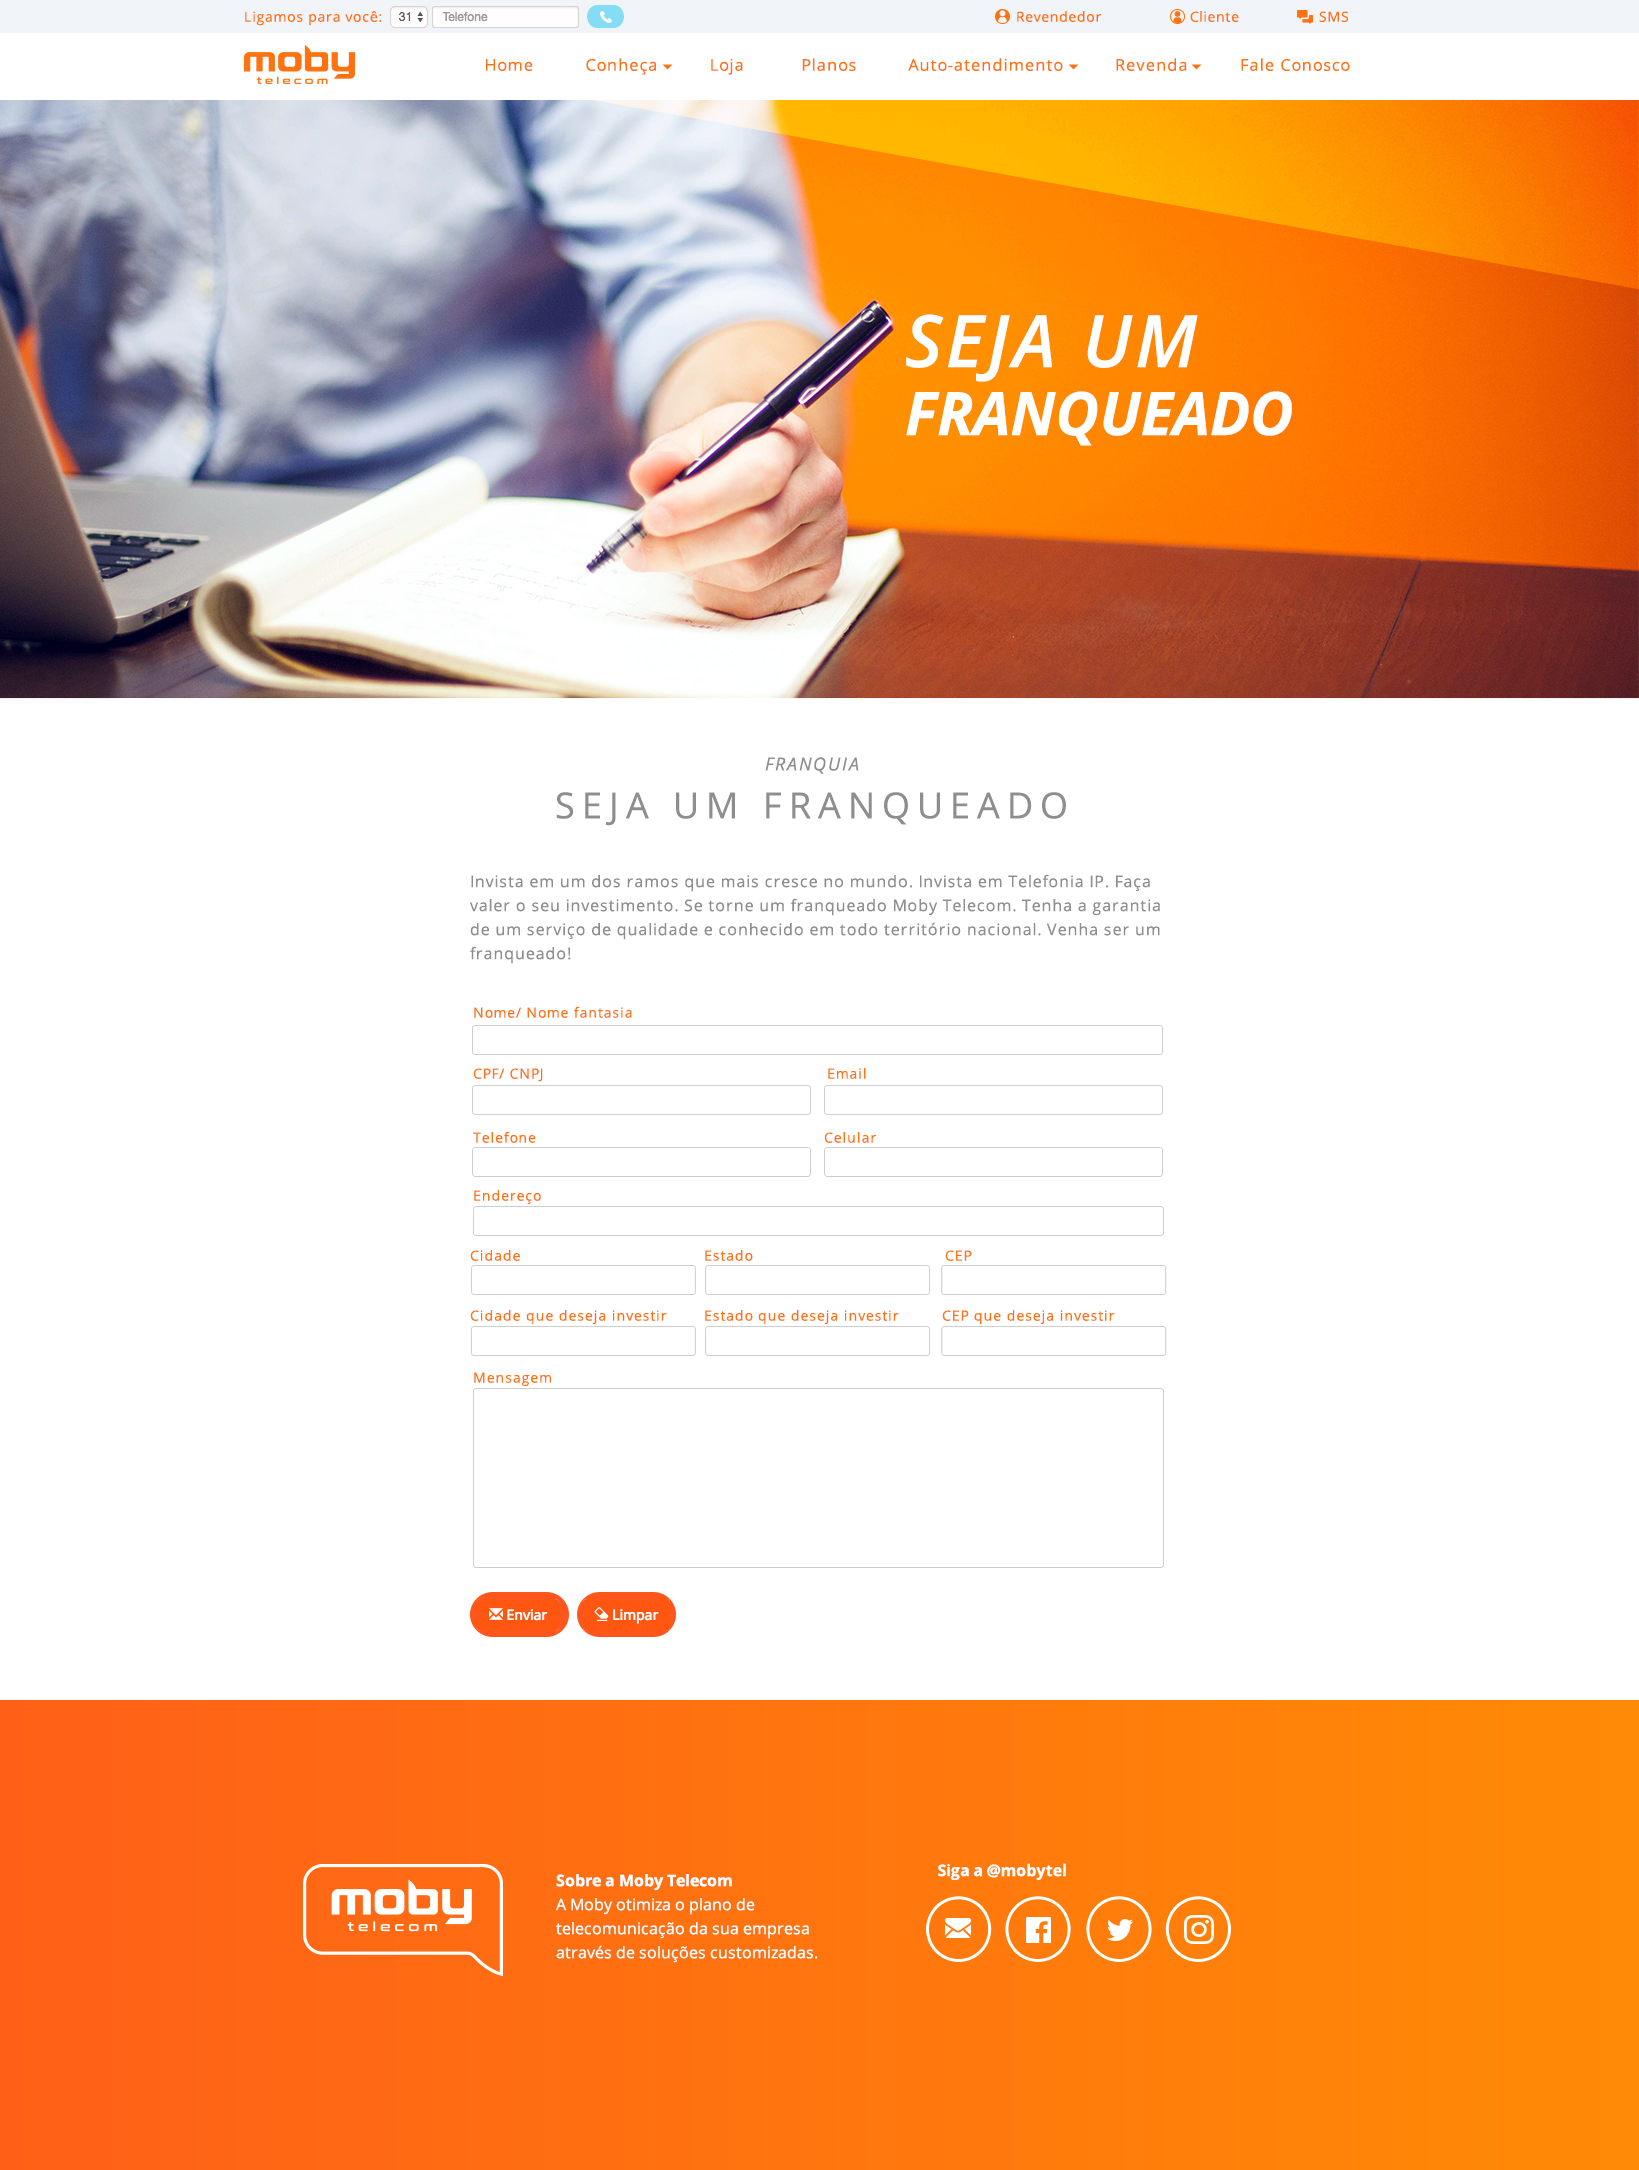 Ligamos para você: 31 Telefone
Revendedor Cliente SMS
moby
telecom
Home Conheça Loja Planos Auto-atendimento Revenda Fale Conosco
SEJA UM
FRANQUEADO
FRANQUIA
SEJA UM FRANQUEADO
Invista em um dos ramos que mais cresce no mundo. Invista em Telefonia IP. Faça
valer o seu investimento. Se torne um franqueado Moby Telecom. Tenha a garantia
de um serviço de qualidade e conhecido em todo território nacional. Venha ser um
franqueado!
Nome/ Nome fantasia
CPF/ CNPJ Email
Telefone Celular
Endereço
Cidade Estado CEP
Cidade que deseja investir Estado que deseja investir CEP que deseja investir
Mensagem
Enviar Limpar
moby
telecom
Sobre a Moby Telecom
A Moby otimiza o plano de
telecomunicação da sua empresa
através de soluções customizadas.
Siga a @mobytel